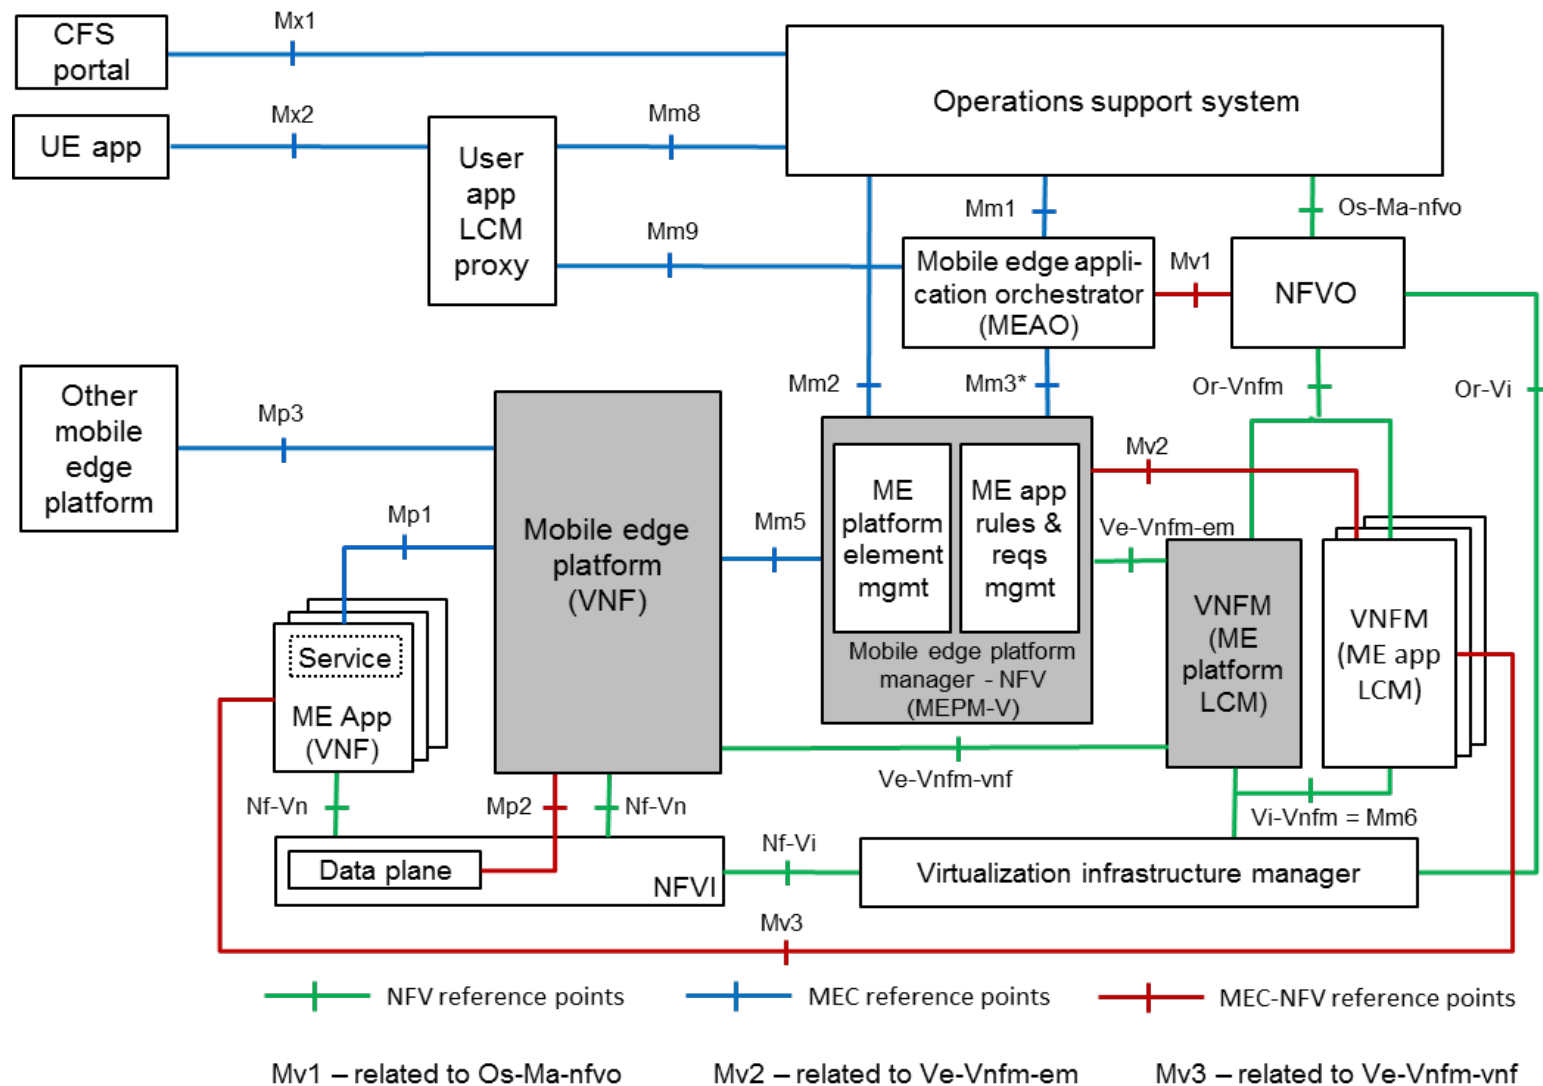 CFS
portal
Mx1
Operations support system
UE app
Mx2
User
app
LCM
proxy
Mm8
Mm9
Mm1
Os-Ma-nfvo
Mobile edge appli-
cation orchestrator
(MEAO)
Mv1
NFVO
Other
mobile
edge
platform
Mp3
Mm2
Mm3*
Or-Vnfm
Or-Vi
Mobile edge
platform
(VNF)
Mp1
Mm5
ME
platform
element
mgmt
ME app
rules &
reqs
mgmt
Mobile edge platform
manager - NFV
(MEPM-V)
Mv2
Ve-Vnfm-em
VNFM
(ME
platform
LCM)
VNFM
(ME app
LCM)
Service
ME App
(VNF)
Ve-Vnfm-vnf
Nf-Vn
Mp2
Nf-Vn
Vi-Vnfm = Mm6
Data plane
NFVI
Nf-Vi
Virtualization infrastructure manager
Mv3
NFV reference points
MEC reference points
MEC-NFV reference points
Mv1 – related to Os-Ma-nfvo
Mv2 – related to Ve-Vnfm-em
Mv3 – related to Ve-Vnfm-vnf